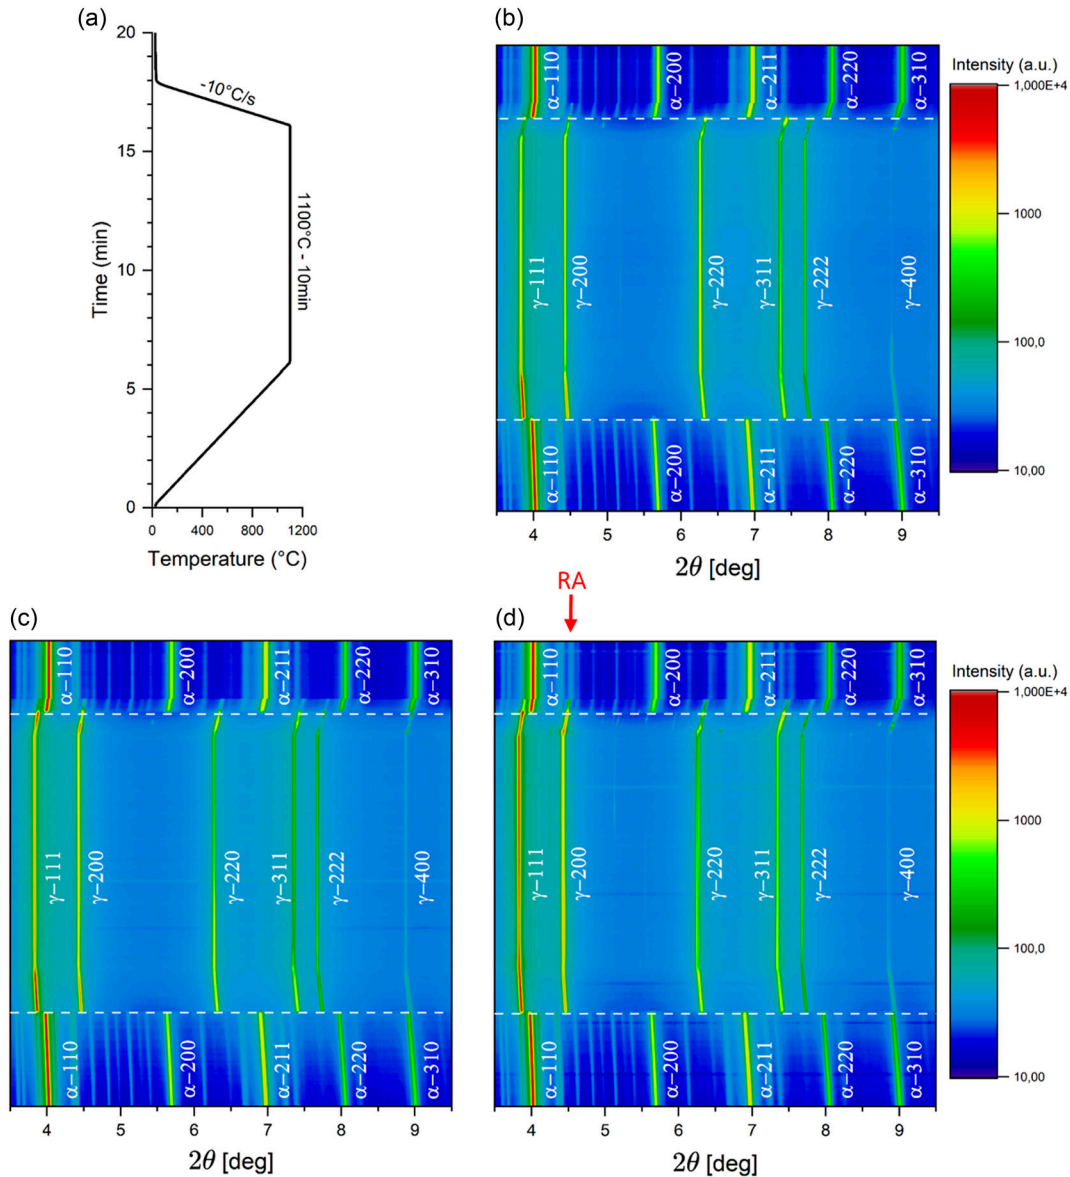 (a)
20
15
10
5
0
Time (min)
-10°C/s
1100°C - 10min
0
400
800
1200
Temperature (°C)
(b)
α-110
α-200
α-211
α-220
α-310
γ-111
γ-200
γ-220
γ-311
γ-222
γ-400
α-110
α-200
α-211
α-220
α-310
4
5
6
7
8
9
2θ [deg]
Intensity (a.u.)
1,000E+4
1000
100,0
10,00
(c)
α-110
α-200
α-211
α-220
α-310
γ-111
γ-200
γ-220
γ-311
γ-222
γ-400
α-110
α-200
α-211
α-220
α-310
4
5
6
7
8
9
2θ [deg]
RA
(d)
α-110
α-200
α-211
α-220
α-310
γ-111
γ-200
γ-220
γ-311
γ-222
γ-400
α-110
α-200
α-211
α-220
α-310
4
5
6
7
8
9
2θ [deg]
Intensity (a.u.)
1,000E+4
1000
100,0
10,00